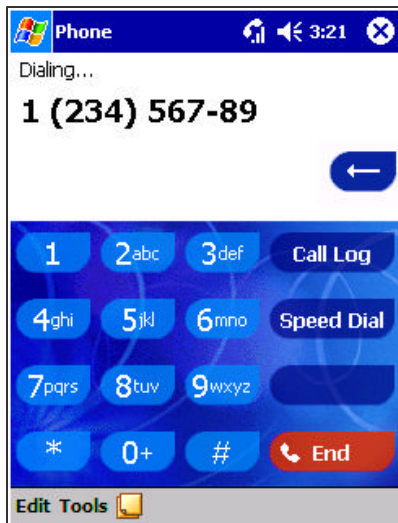 Phone 3:21
Dialing...
1 (234) 567-89
1 2abc 3def Call Log
4ghi 5jkl 6mno Speed Dial
7pqrs 8tuv 9wxyz
* 0+ # End
Edit Tools